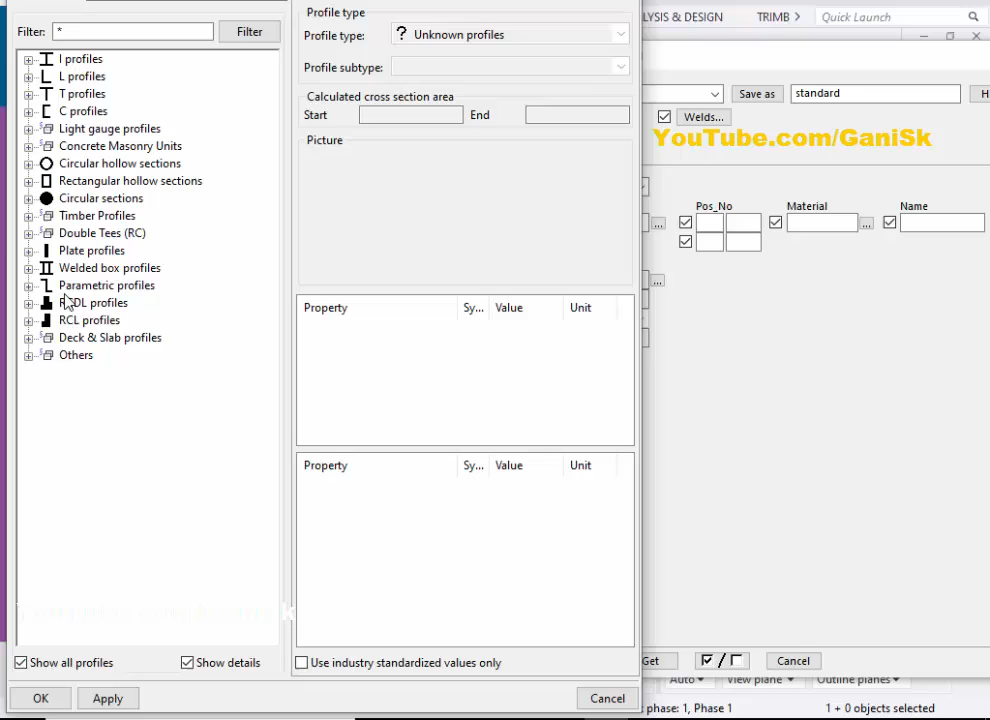 Profile type
LYSIS & DESIGN
TRIMB
Quick Launch
Filter: *
Filter
Profile type: ? Unknown profiles
Profile subtype:
I profiles
L profiles
T profiles
C profiles
Light gauge profiles
Concrete Masonry Units
Circular hollow sections
Rectangular hollow sections
Circular sections
Timber Profiles
Double Tees (RC)
Plate profiles
Welded box profiles
Parametric profiles
DL profiles
RCL profiles
Deck & Slab profiles
Others
Calculated cross section area
Start
End
Picture
Save as
standard
H
Welds...
YouTube.com/GaniSk
Pos_No
Material
Name
...
...
...
Property Sy... Value Unit
Property Sy... Value Unit
Show all profiles
Show details
Use industry standardized values only
Get
/
Cancel
OK
Apply
Cancel
Auto
View plane
Outline planes
phase: 1, Phase 1
1 + 0 objects selected